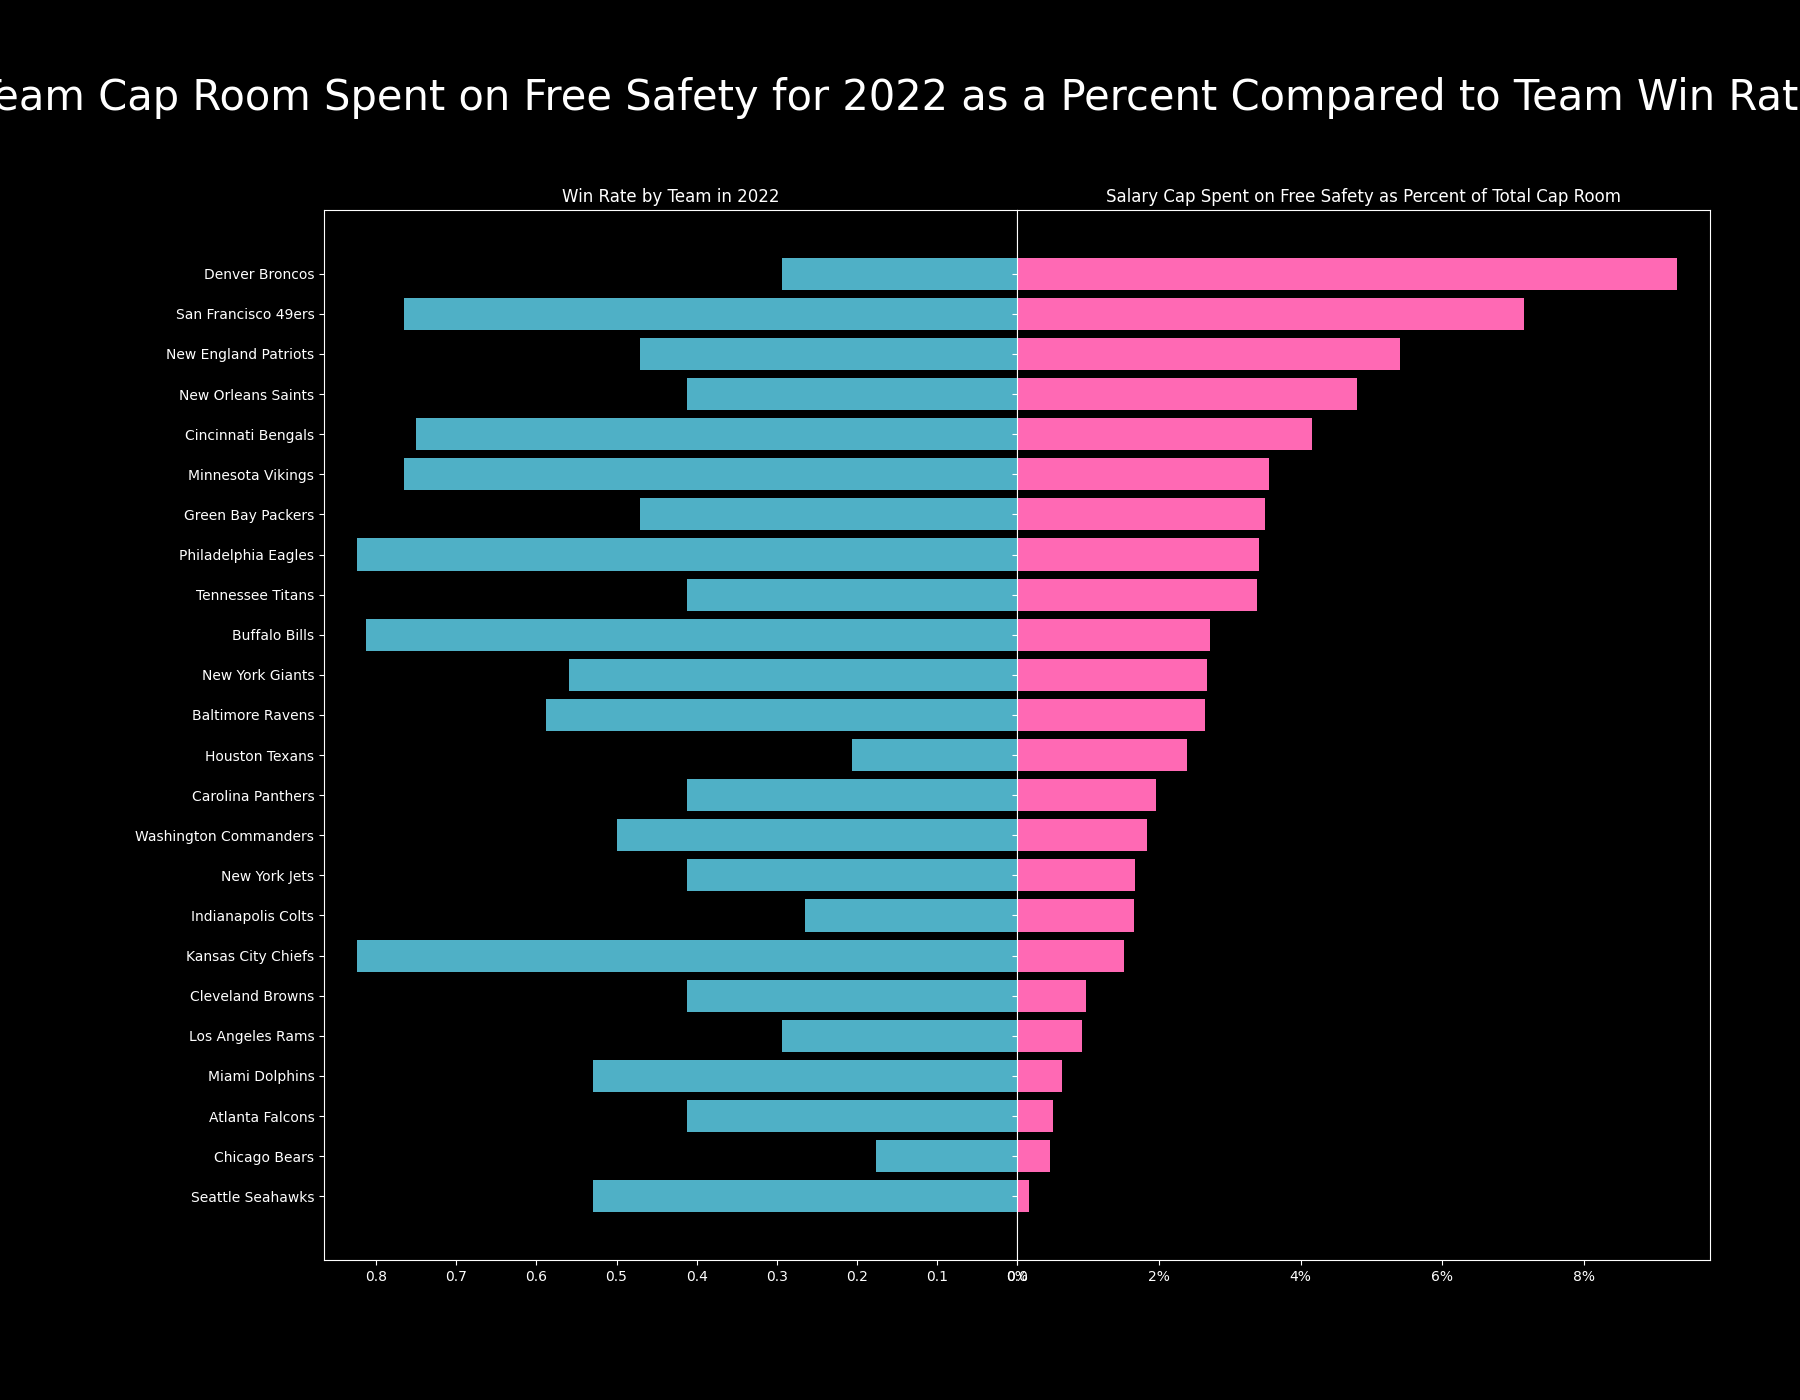 eam Cap Room Spent on Free Safety for 2022 as a Percent Compared to Team Win Rat
Win Rate by Team in 2022
Salary Cap Spent on Free Safety as Percent of Total Cap Room
Denver Broncos
San Francisco 49ers
New England Patriots
New Orleans Saints
Cincinnati Bengals
Minnesota Vikings
Green Bay Packers
Philadelphia Eagles
Tennessee Titans
Buffalo Bills
New York Giants
Baltimore Ravens
Houston Texans
Carolina Panthers
Washington Commanders
New York Jets
Indianapolis Colts
Kansas City Chiefs
Cleveland Browns
Los Angeles Rams
Miami Dolphins
Atlanta Falcons
Chicago Bears
Seattle Seahawks
0.8 0.7 0.6 0.5 0.4 0.3 0.2 0.1 2% 4% 6% 8%